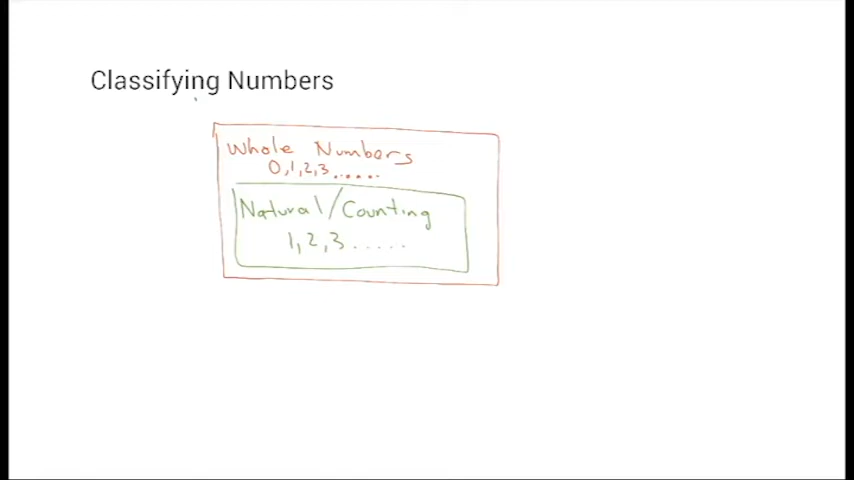 Classifying Numbers
Whole Numbers
0,1,2,3.....
Natural/Counting
1,2,3.....